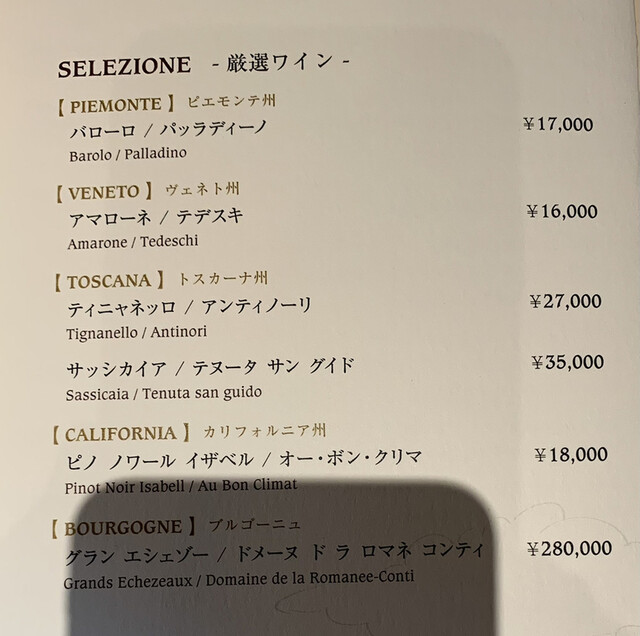 SELEZIONE - 厳選ワイン -
【 PIEMONTE 】 ピエモンテ州
バローロ / パッラディーノ ¥17,000
Barolo / Palladino
【 VENETO 】 ヴェネト州
アマローネ / テデスキ ¥16,000
Amarone / Tedeschi
【 TOSCANA 】 トスカーナ州
ティニャネッロ / アンティノーリ ¥27,000
Tignanello / Antinori
サッシカイア / テヌータ サン グイド ¥35,000
Sassicaia / Tenuta san guido
【 CALIFORNIA 】 カリフォルニア州
ピノ ノワール イザベル / オー・ボン・クリマ ¥18,000
Pinot Noir Isabell / Au Bon Climat
【 BOURGOGNE 】 ブルゴーニュ
グラン エシェゾー / ドメーヌ ド ラ ロマネ コンティ ¥280,000
Grands Echezeaux / Domaine de la Romanee-Conti